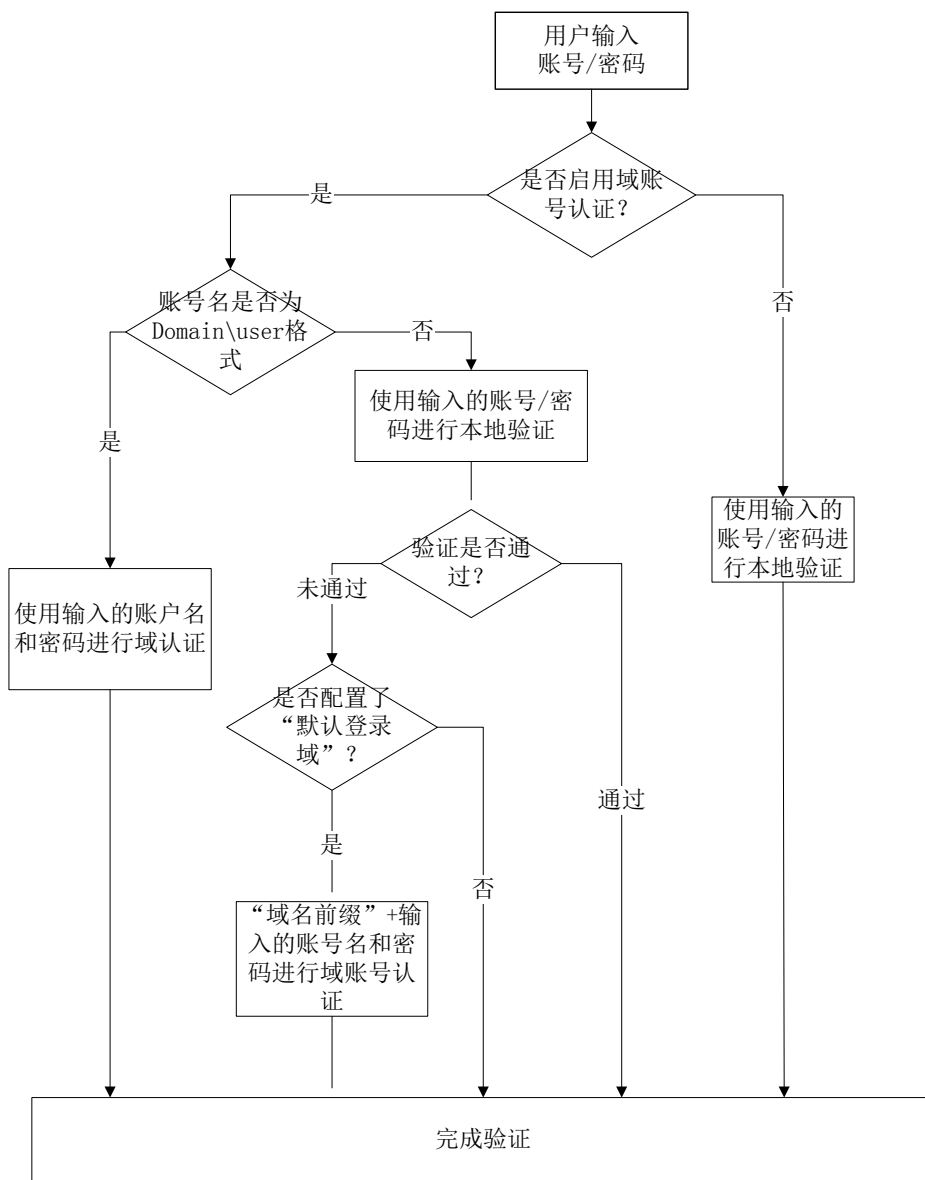 用户输入
账号/密码
是否启用域账
号认证?
是
否
账号名是否为
Domain\user格
式
否
是
使用输入的账号/密
码进行本地验证
使用输入的
账号/密码进
行本地验证
验证是否通
过?
未通过
使用输入的账户名
和密码进行域认证
是否配置了
“默认登录
域”?
通过
是
否
“域名前缀”+输
入的账号名和密
码进行域账号认
证
完成验证